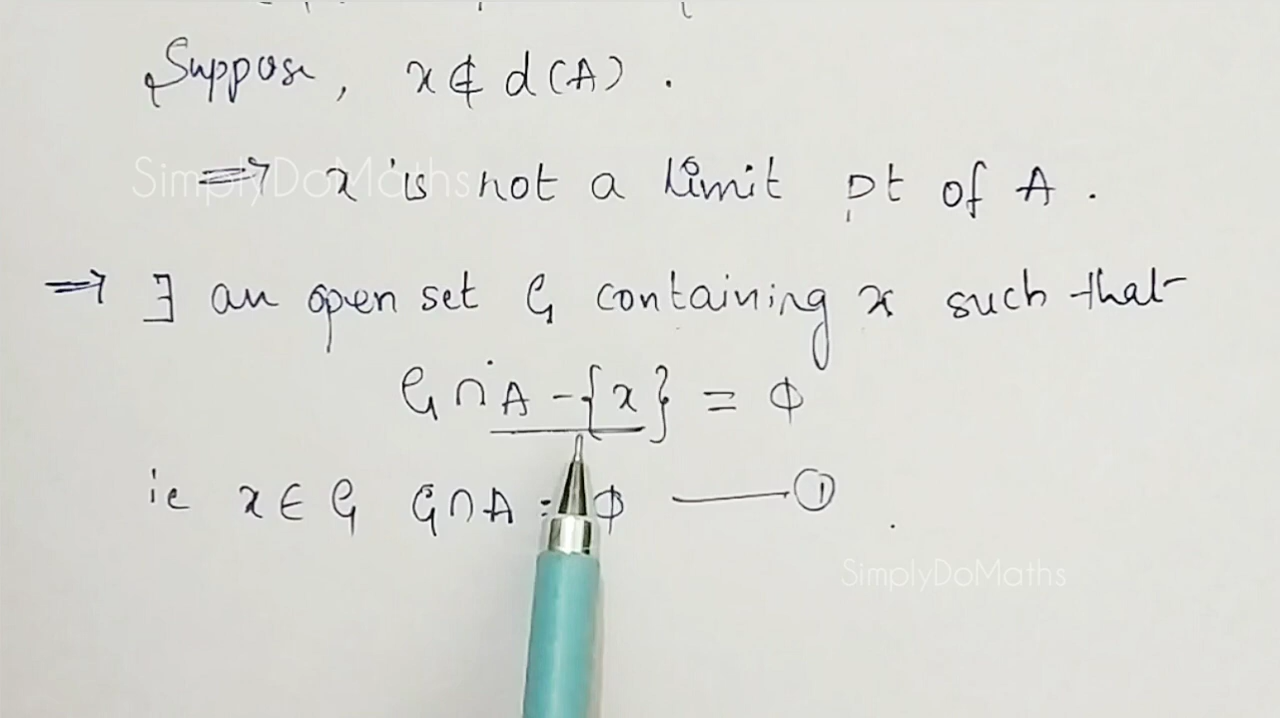 Suppose, x ∉ d(A).
SimplyDoMaths
⇒ x is not a limit pt of A.
⇒ ∃ an open set G containing x such that
G ∩ A - {x} = ϕ
ie x ∈ G G ∩ A = ϕ —— ①
SimplyDoMaths